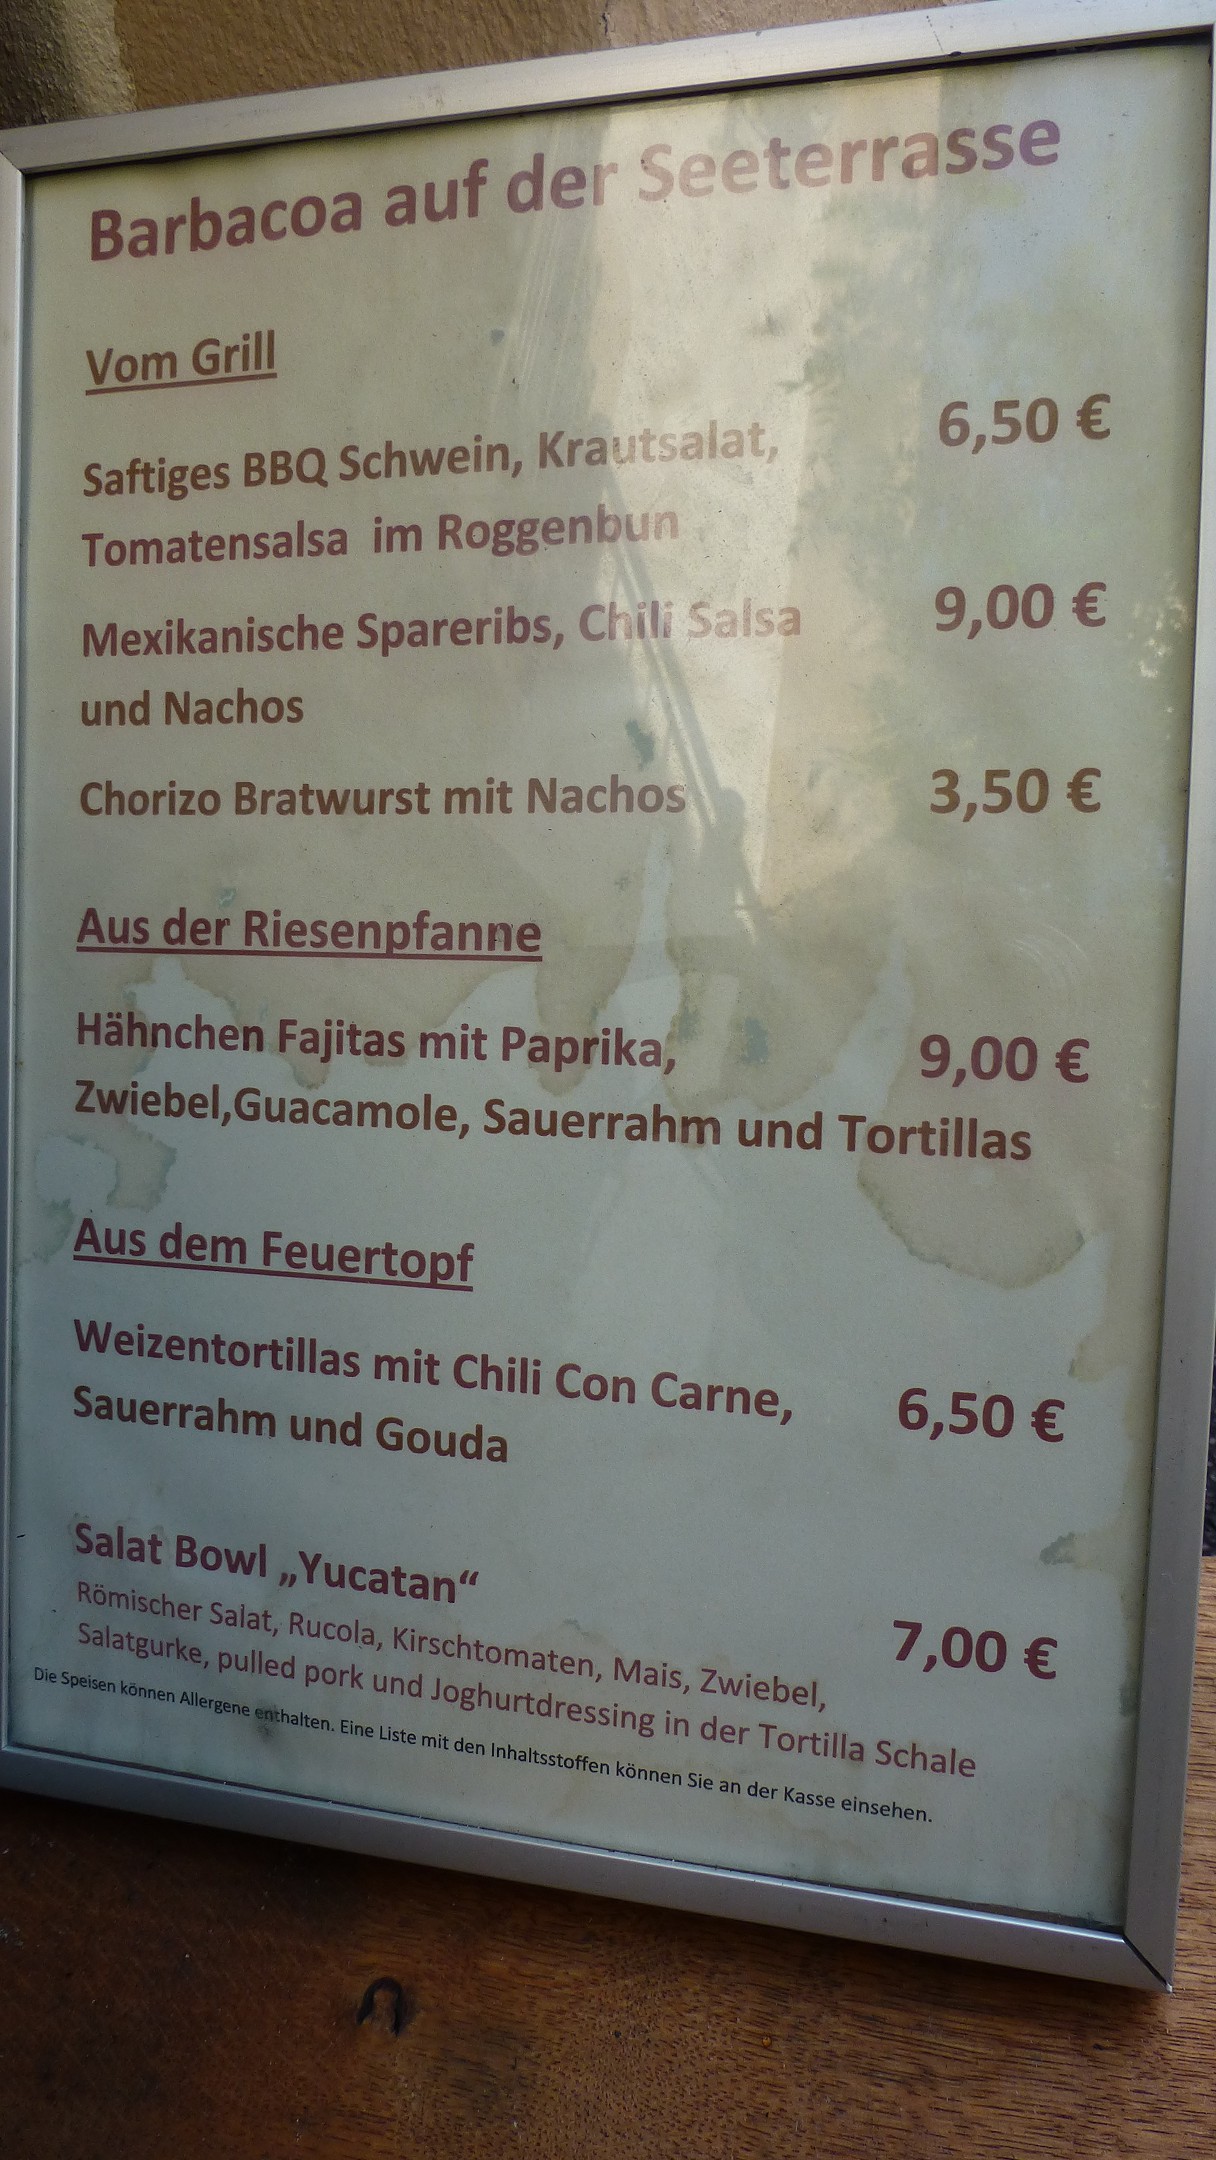 Barbacoa auf der Seeterrasse
Vom Grill
Saftiges BBQ Schwein, Krautsalat, 6,50 €
Tomatensalsa im Roggenbun
Mexikanische Spareribs, Chili Salsa 9,00 €
und Nachos
Chorizo Bratwurst mit Nachos 3,50 €
Aus der Riesenpfanne
Hähnchen Fajitas mit Paprika, 9,00 €
Zwiebel,Guacamole, Sauerrahm und Tortillas
Aus dem Feuertopf
Weizentortillas mit Chili Con Carne, 6,50 €
Sauerrahm und Gouda
Salat Bowl „Yucatan“
Römischer Salat, Rucola, Kirschtomaten, Mais, Zwiebel, 7,00 €
Salatgurke, pulled pork und Joghurtdressing in der Tortilla Schale
Die Speisen können Allergene enthalten. Eine Liste mit den Inhaltsstoffen können Sie an der Kasse einsehen.